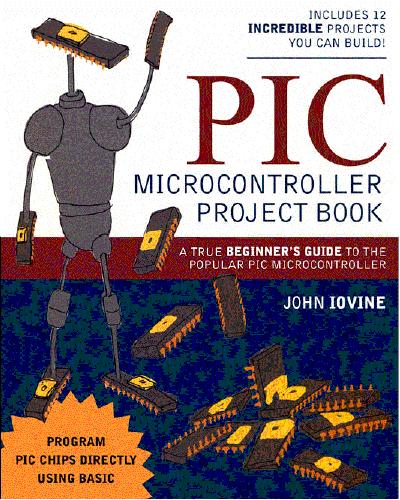 INCLUDES 12
INCREDIBLE PROJECTS
YOU CAN BUILD!
PIC
MICROCONTROLLER
PROJECT BOOK
A TRUE BEGINNER'S GUIDE TO THE
POPULAR PIC MICROCONTROLLER
JOHN IOVINE
PROGRAM
PIC CHIPS DIRECTLY
USING BASIC